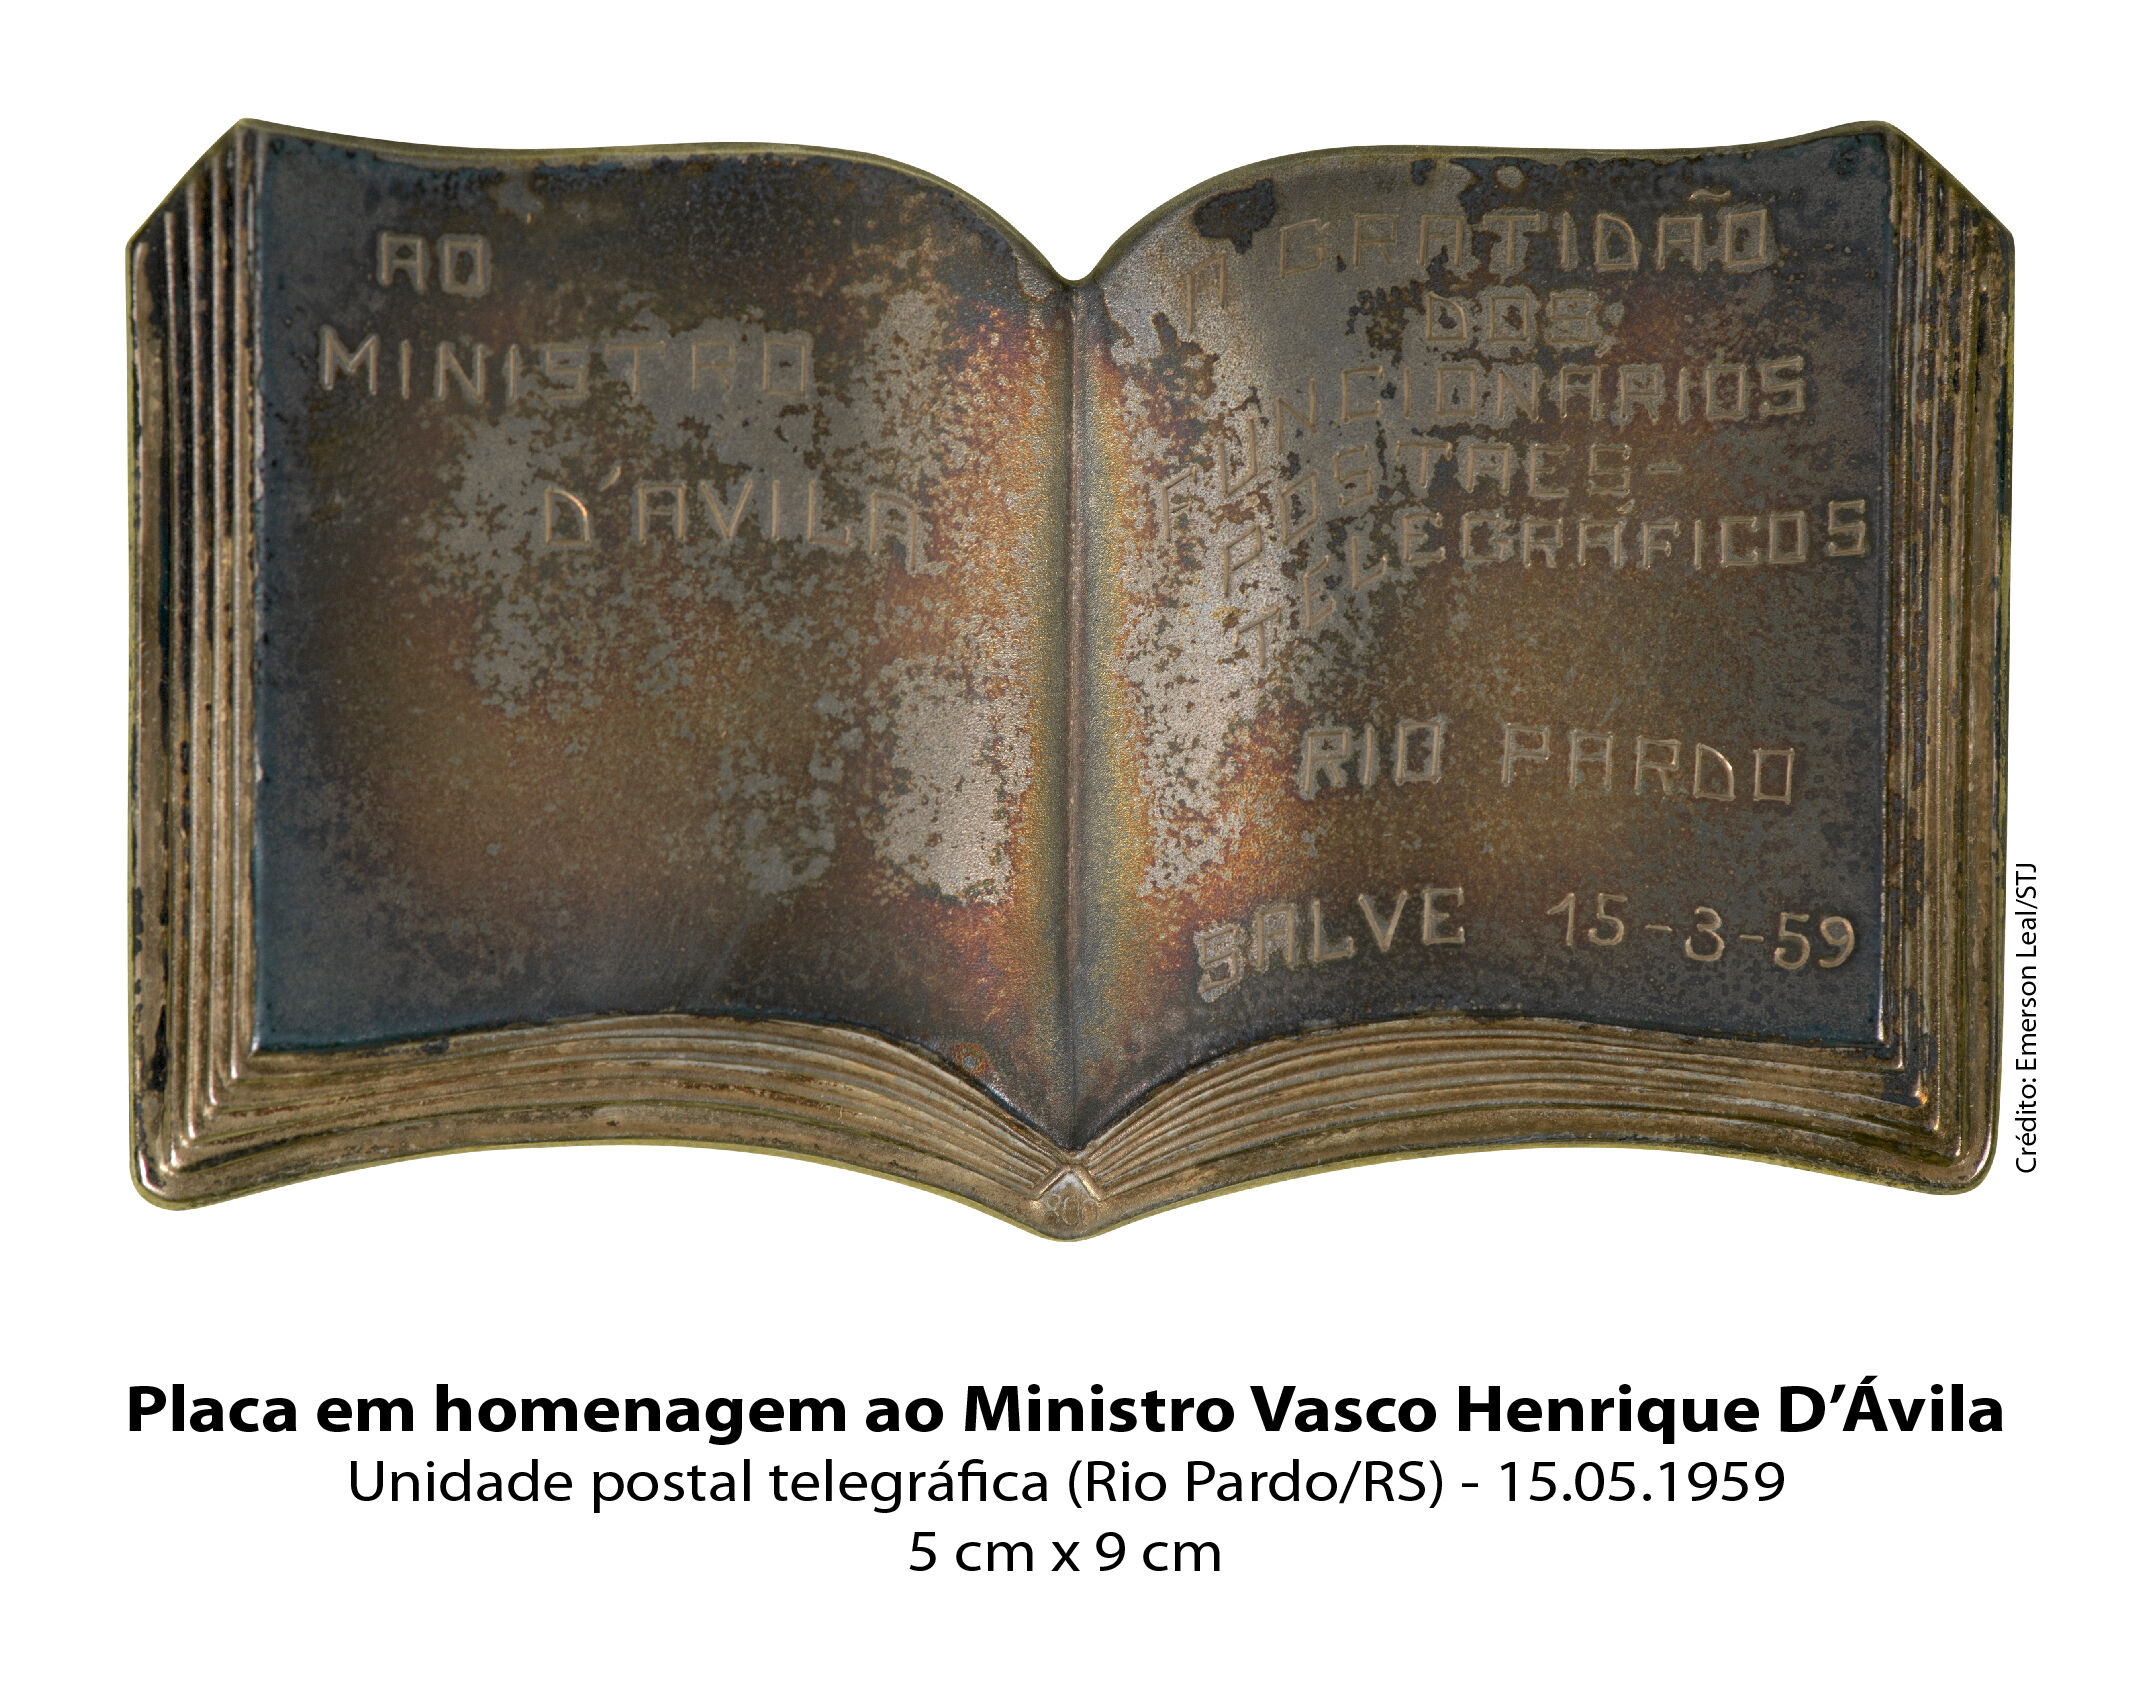 AO
MINISTRO
D'AVILA
A GRATIDÃO
DOS
FUNCIONARIOS
POSTAES-
TELEGRÁFICOS
RIO PARDO
SALVE 15-3-59
800
Crédito: Emerson Leal/STJ
Placa em homenagem ao Ministro Vasco Henrique D’Ávila
Unidade postal telegráfica (Rio Pardo/RS) - 15.05.1959
5 cm x 9 cm